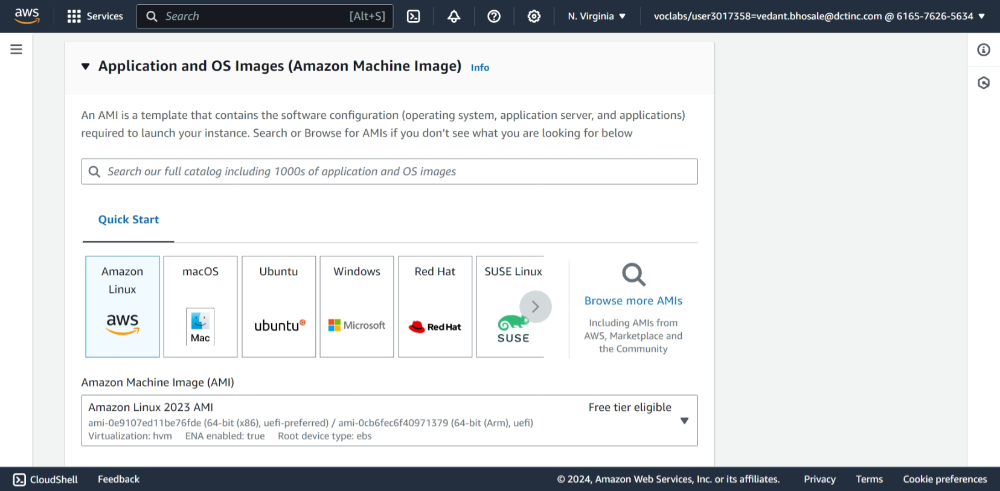 aws
Services
Search [Alt+S]
N. Virginia
voclabs/user3017358=vedant.bhosale@dctinc.com @ 6165-7626-5634
Application and OS Images (Amazon Machine Image) Info
An AMI is a template that contains the software configuration (operating system, application server, and applications)
required to launch your instance. Search or Browse for AMIs if you don’t see what you are looking for below
Search our full catalog including 1000s of application and OS images
Quick Start
Amazon
Linux
aws
macOS
Mac
Ubuntu
ubuntu
Windows
Microsoft
Red Hat
Red Hat
SUSE Linux
SUSE
Browse more AMIs
Including AMIs from
AWS, Marketplace and
the Community
Amazon Machine Image (AMI)
Amazon Linux 2023 AMI Free tier eligible
ami-0e9107ed11be76fde (64-bit (x86), uefi-preferred) / ami-0cb6fec6f40971379 (64-bit (Arm), uefi)
Virtualization: hvm ENA enabled: true Root device type: ebs
CloudShell Feedback © 2024, Amazon Web Services, Inc. or its affiliates. Privacy Terms Cookie preferences